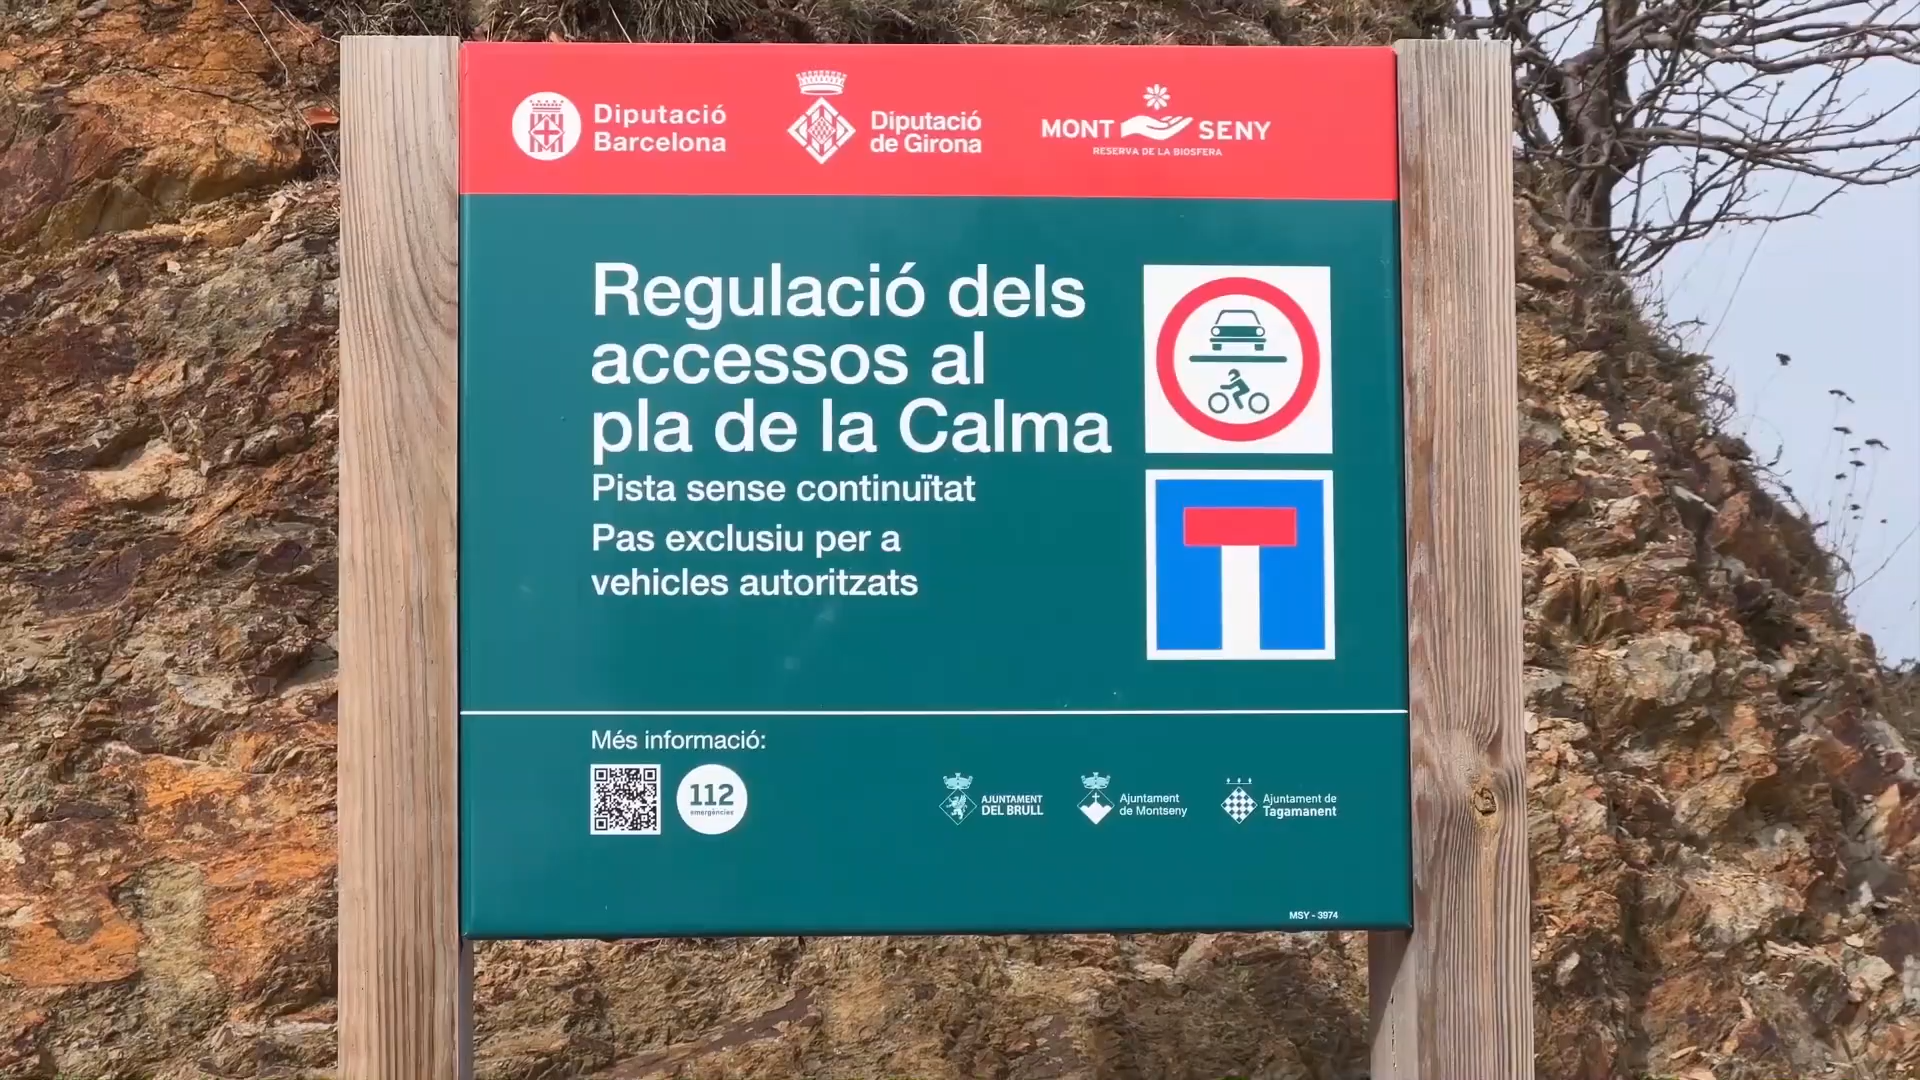 Diputació
Barcelona
Diputació
de Girona
MONT SENY
RESERVA DE LA BIOSFERA
Regulació dels
accessos al
pla de la Calma
Pista sense continuïtat
Pas exclusiu per a
vehicles autoritzats
Més informació:
112
emergències
AJUNTAMENT
DEL BRULL
Ajuntament
de Montseny
Ajuntament de
Tagamanent
MSY - 3974